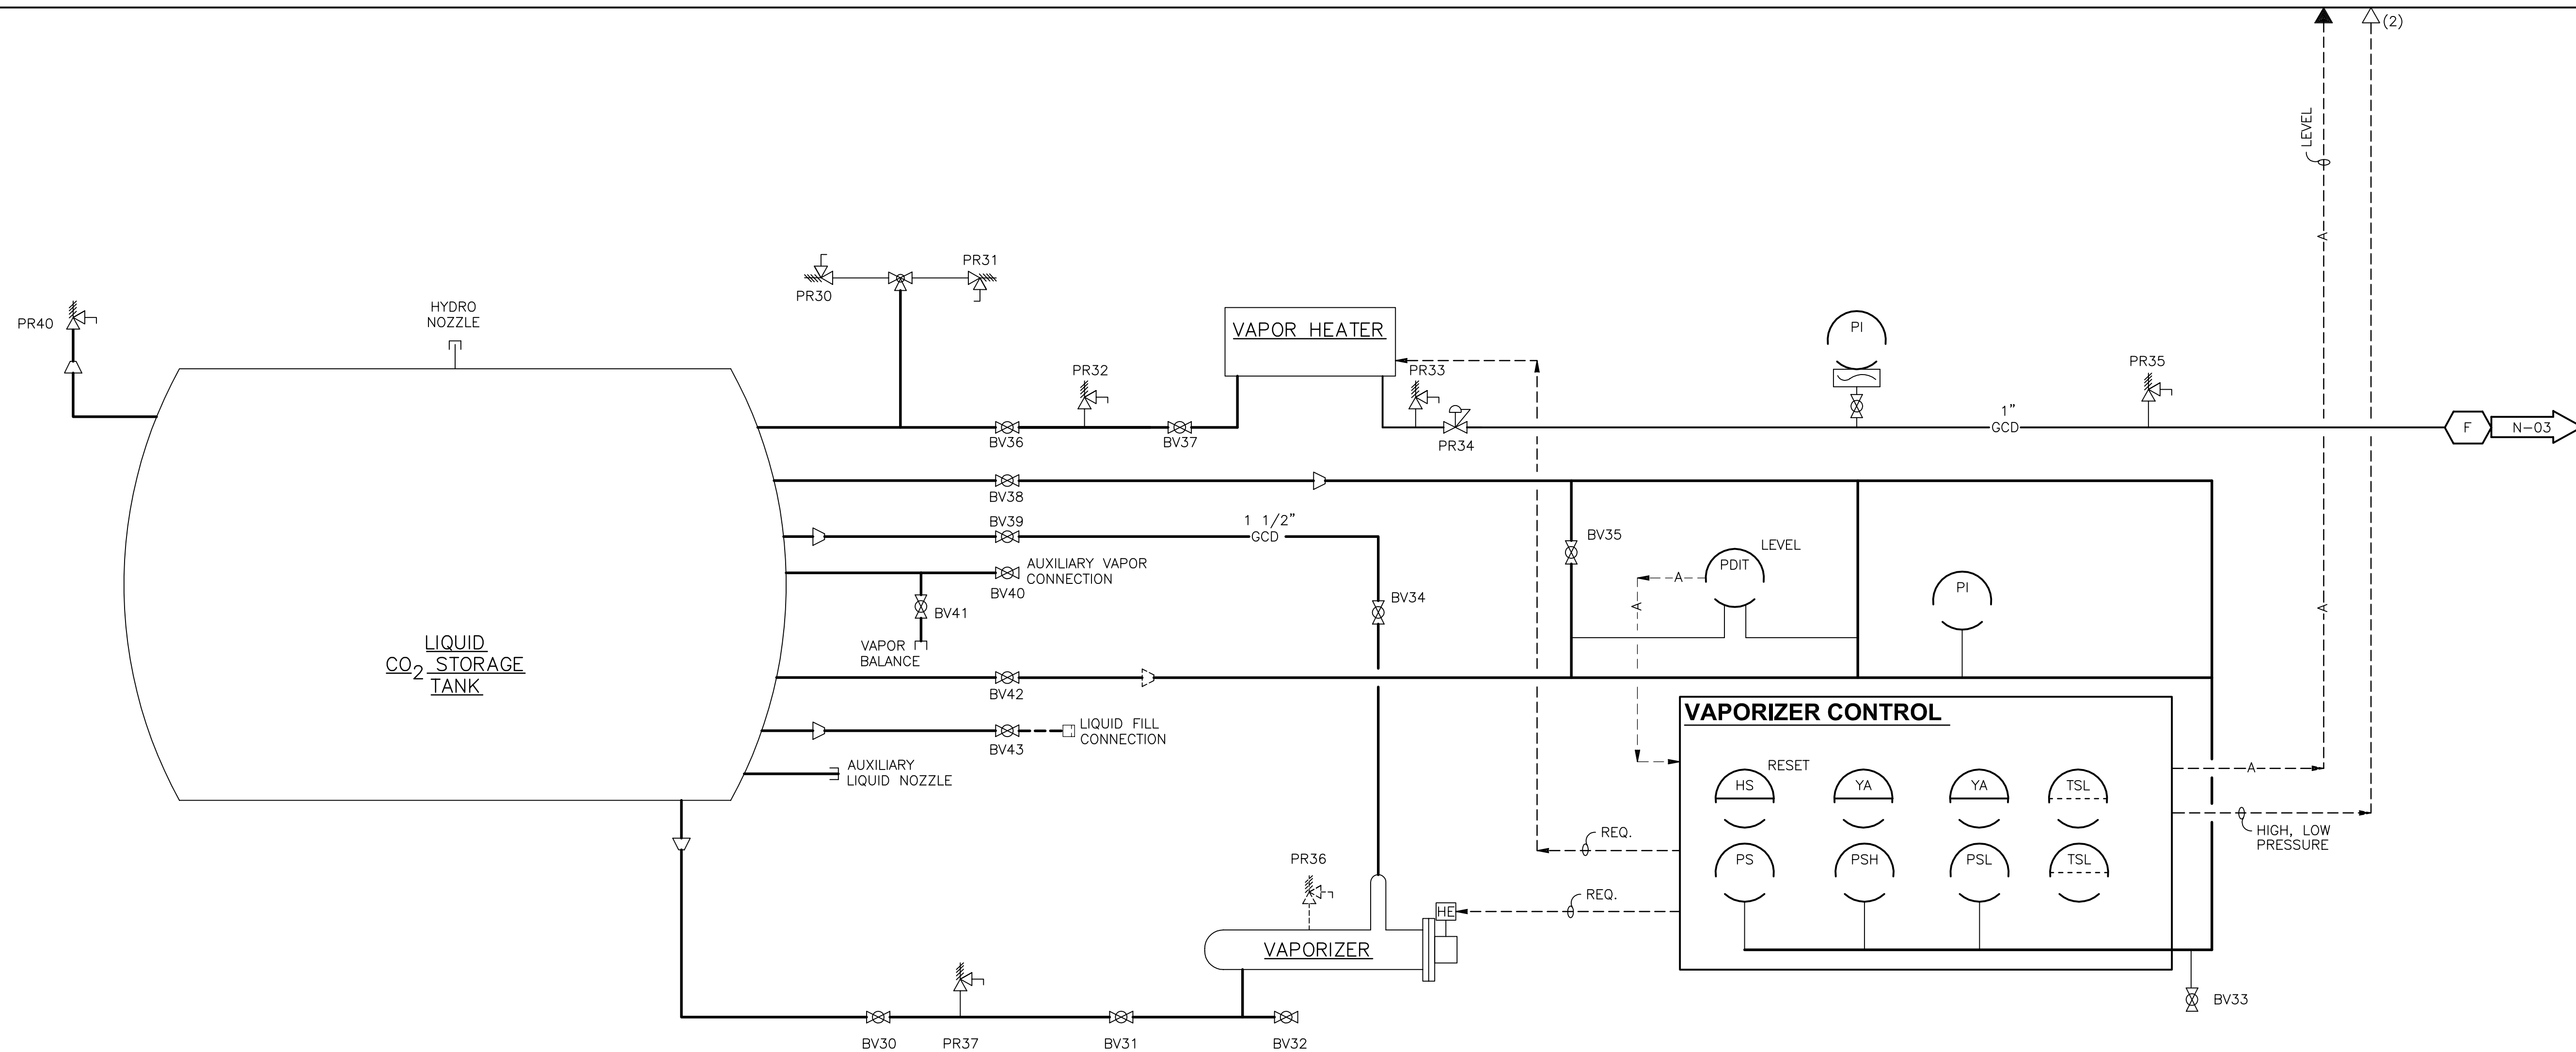 (2)
LEVEL
A
PR31
PR30
HYDRO
NOZZLE
PR40
VAPOR HEATER
PI
PR32
PR33
PR35
1"
GCD
F
N-03
BV36
BV37
PR34
BV38
BV39
1 1/2"
GCD
BV35
LEVEL
PDIT
A
A
PI
AUXILIARY VAPOR
CONNECTION
BV40
BV41
BV34
A
VAPOR
BALANCE
LIQUID
CO2 STORAGE
TANK
BV42
VAPORIZER CONTROL
LIQUID FILL
CONNECTION
BV43
AUXILIARY
LIQUID NOZZLE
RESET
HS
YA
YA
TSL
A
HIGH, LOW
PRESSURE
REQ.
PS
PSH
PSL
TSL
PR36
REQ.
HE
VAPORIZER
BV33
BV30
PR37
BV31
BV32